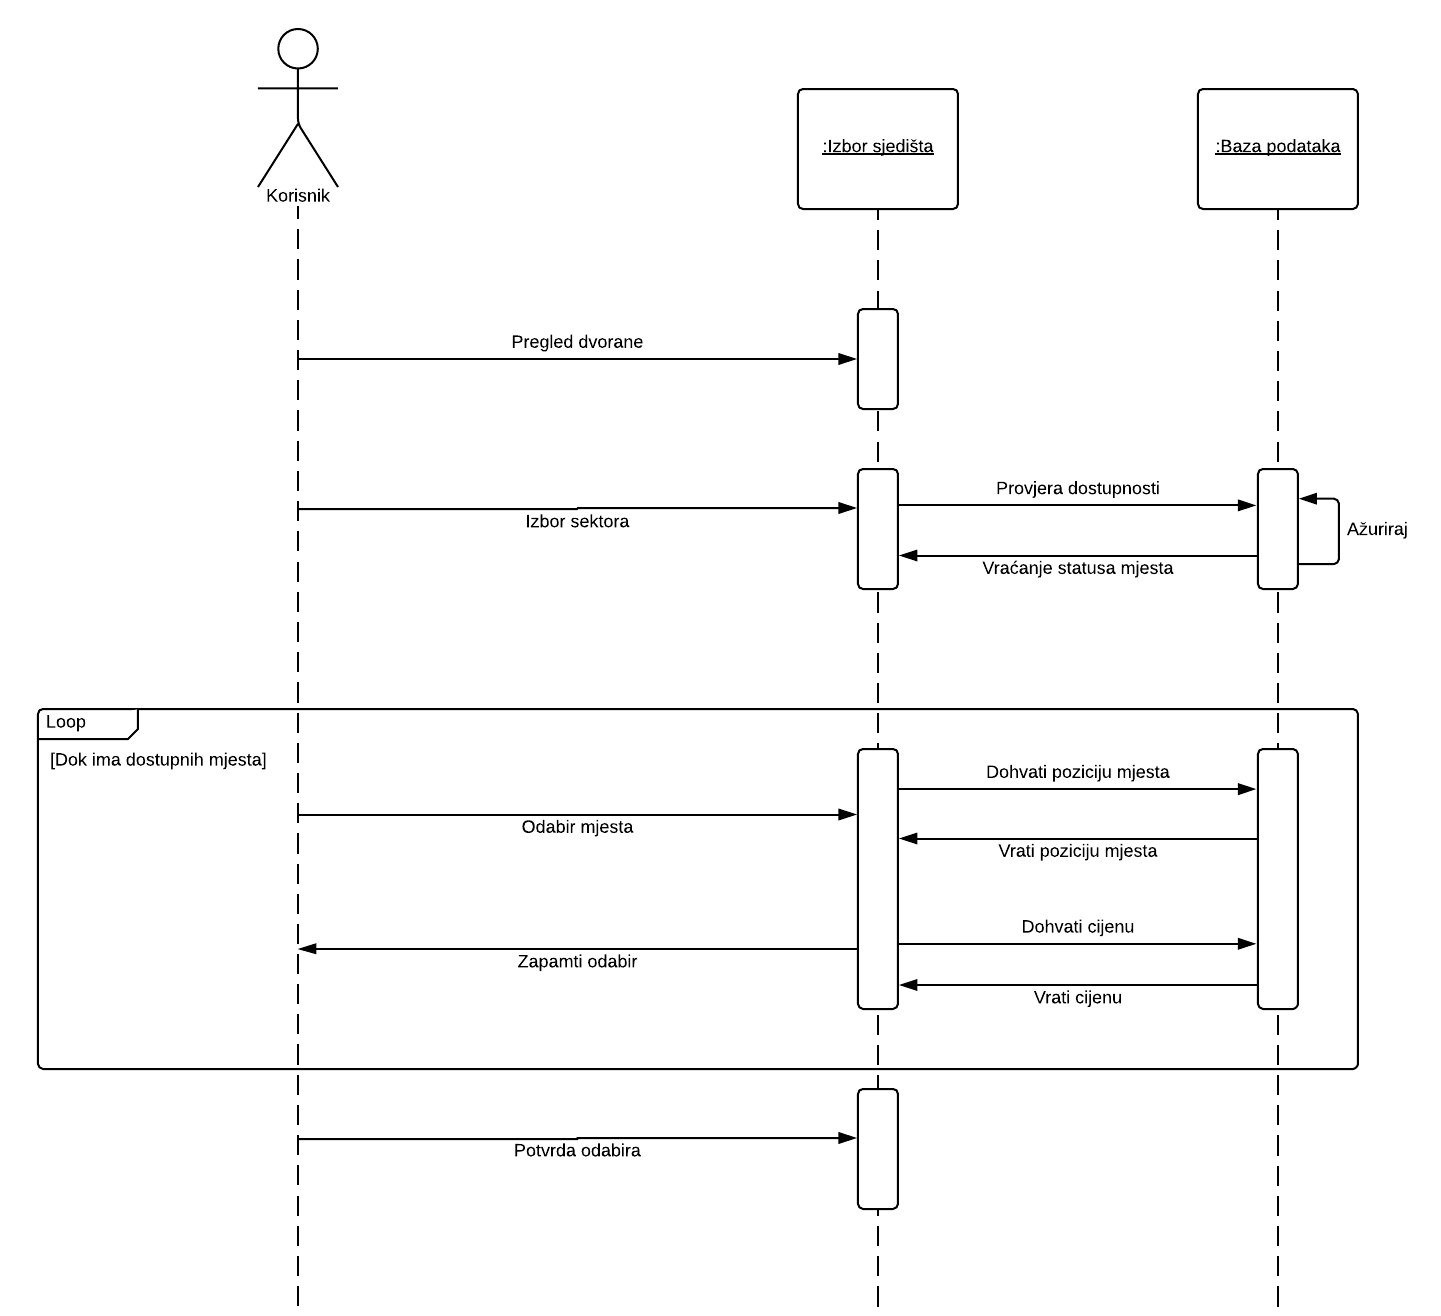 Korisnik
:Izbor sjedišta
:Baza podataka
Pregled dvorane
Provjera dostupnosti
Izbor sektora
Ažuriraj
Vraćanje statusa mjesta
Loop
[Dok ima dostupnih mjesta]
Dohvati poziciju mjesta
Odabir mjesta
Vrati poziciju mjesta
Dohvati cijenu
Zapamti odabir
Vrati cijenu
Potvrda odabira